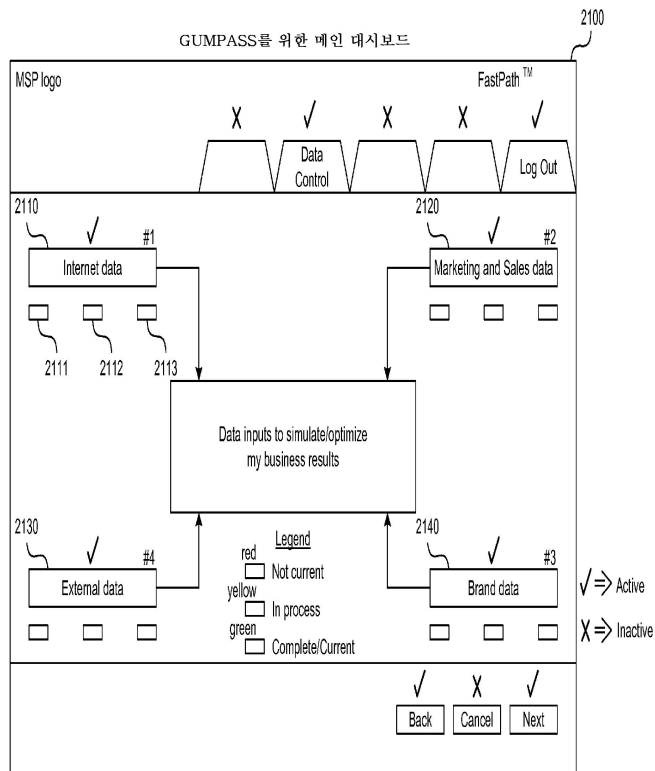 2100
GUMPASS를 위한 메인 대시보드
MSP logo
FastPath TM
X ✓ X X ✓
Data
Control
Log Out
2110
✓
#1
2120
✓
#2
Internet data
Marketing and Sales data
2111
2112
2113
Data inputs to simulate/optimize
my business results
2130
✓
#4
External data
Legend
red
Not current
yellow
In process
green
Complete/Current
2140
✓
#3
Brand data
✓ => Active
X => Inactive
✓ X ✓
Back
Cancel
Next